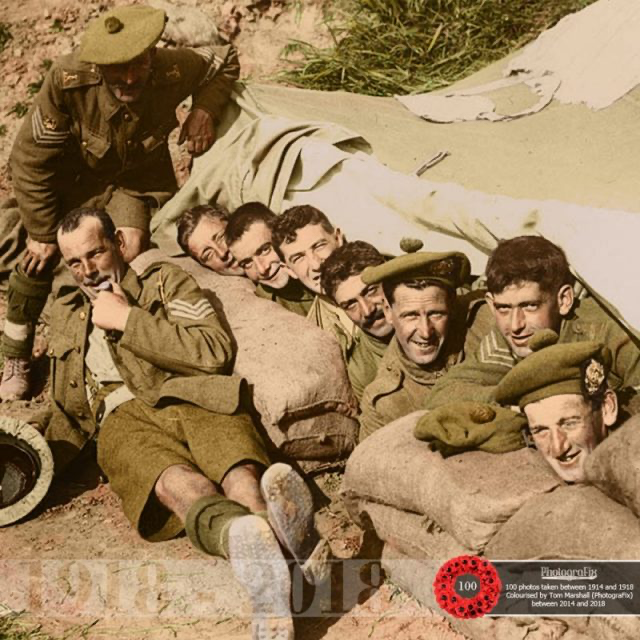 1918 - 2018
100
PhotograFix
100 photos taken between 1914 and 1918
Colourised by Tom Marshall (PhotograFix)
between 2014 and 2018